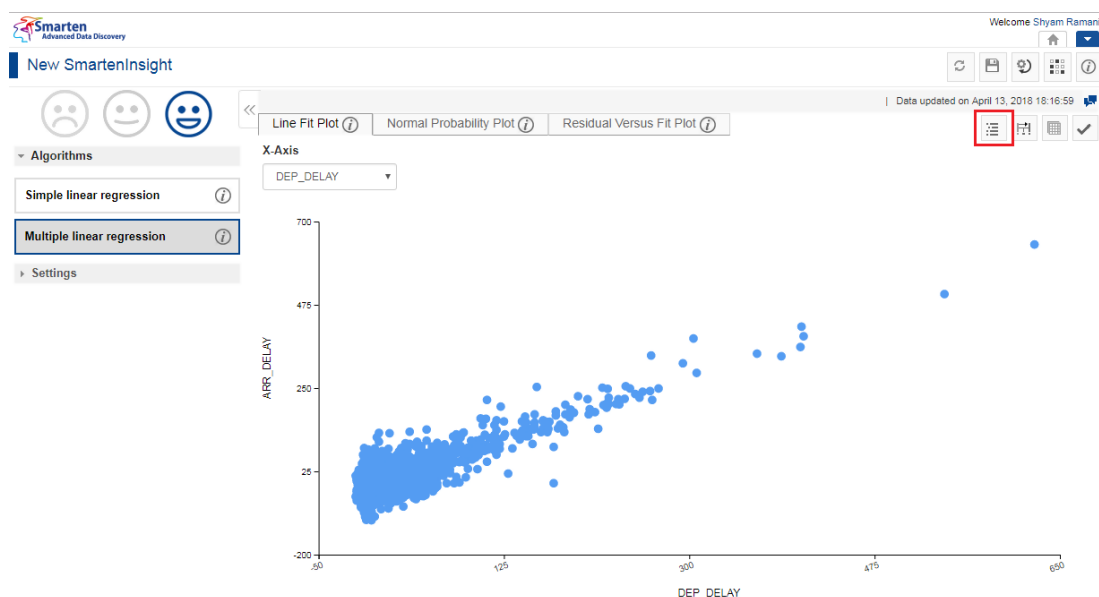 Smarten
Advanced Data Discovery
Welcome Shyam Ramani
New SmartenInsight
| Data updated on April 13, 2018 18:16:59
Line Fit Plot
Normal Probability Plot
Residual Versus Fit Plot
Algorithms
X-Axis
DEP_DELAY
Simple linear regression
Multiple linear regression
Settings
700
475
250
25
-200
ARR_DELAY
-50
125
300
475
650
DEP_DELAY